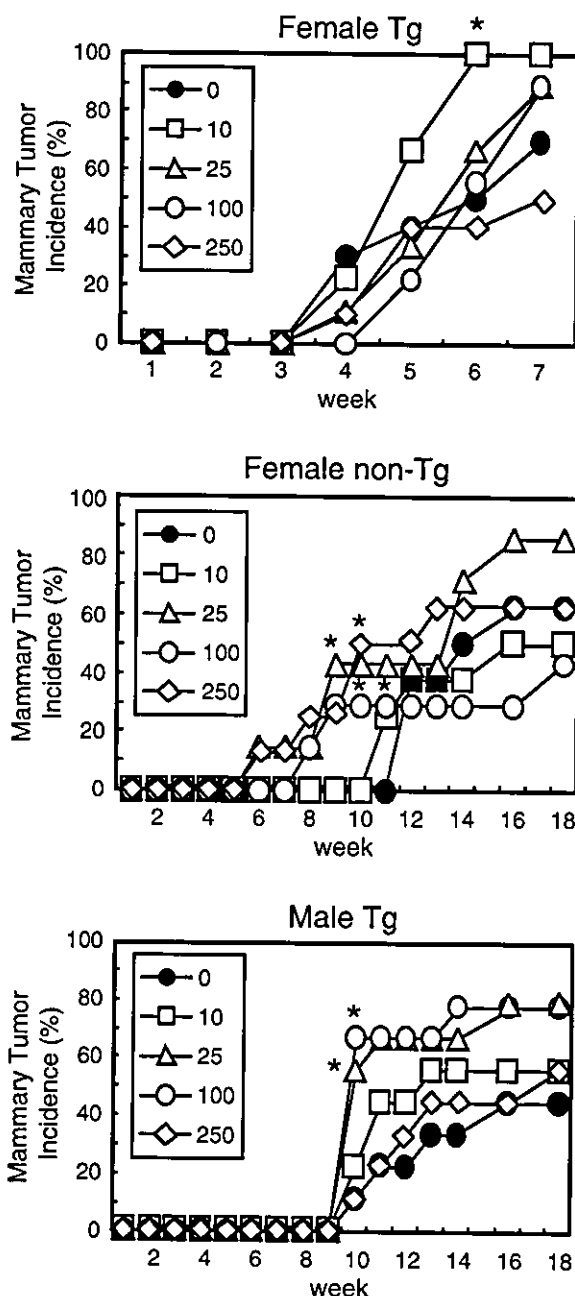 Female Tg
*
100
80
60
40
20
0
Mammary Tumor
Incidence (%)
0
10
25
100
250
1 2 3 4 5 6 7
week
Female non-Tg
100
80
60
40
20
0
Mammary Tumor
Incidence (%)
0
10
25
100
250
*
*
* *
2 4 6 8 10 12 14 16 18
week
Male Tg
100
80
60
40
20
0
Mammary Tumor
Incidence (%)
0
10
25
100
250
*
*
2 4 6 8 10 12 14 16 18
week